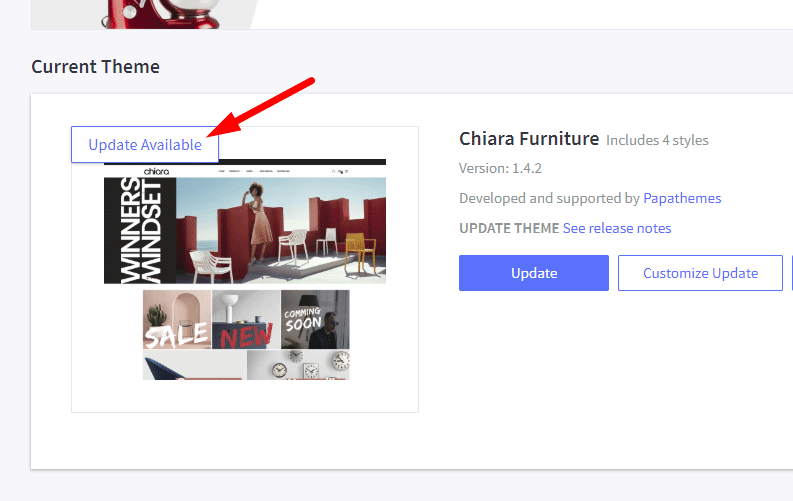 Current Theme
Update Available
chiara
WINNERS
MINDSET
SALE
NEW
COMMING
SOON
Chiara Furniture Includes 4 styles
Version: 1.4.2
Developed and supported by Papathemes
UPDATE THEME See release notes
Update
Customize Update